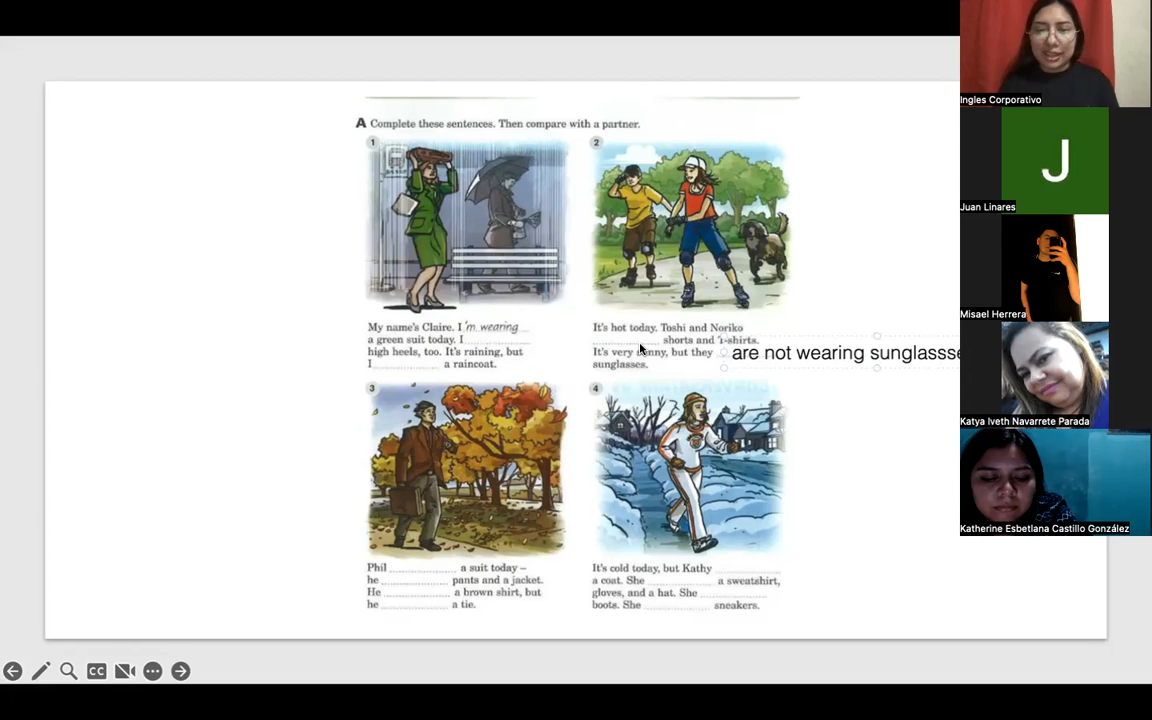 A Complete these sentences. Then compare with a partner.
1
My name's Claire. I 'm wearing
a green suit today. I
high heels, too. It's raining, but
I a raincoat.
2
It's hot today. Toshi and Noriko
shorts and T-shirts.
It's very sunny, but they
sunglasses.
are not wearing sunglassse
3
Phil a suit today –
he pants and a jacket.
He a brown shirt, but
he a tie.
4
It's cold today, but Kathy
a coat. She a sweatshirt,
gloves, and a hat. She
boots. She sneakers.
Ingles Corporativo
J
Juan Linares
Misael Herrera
Katya Iveth Navarrete Parada
Katherine Esbetlana Castillo González
CC